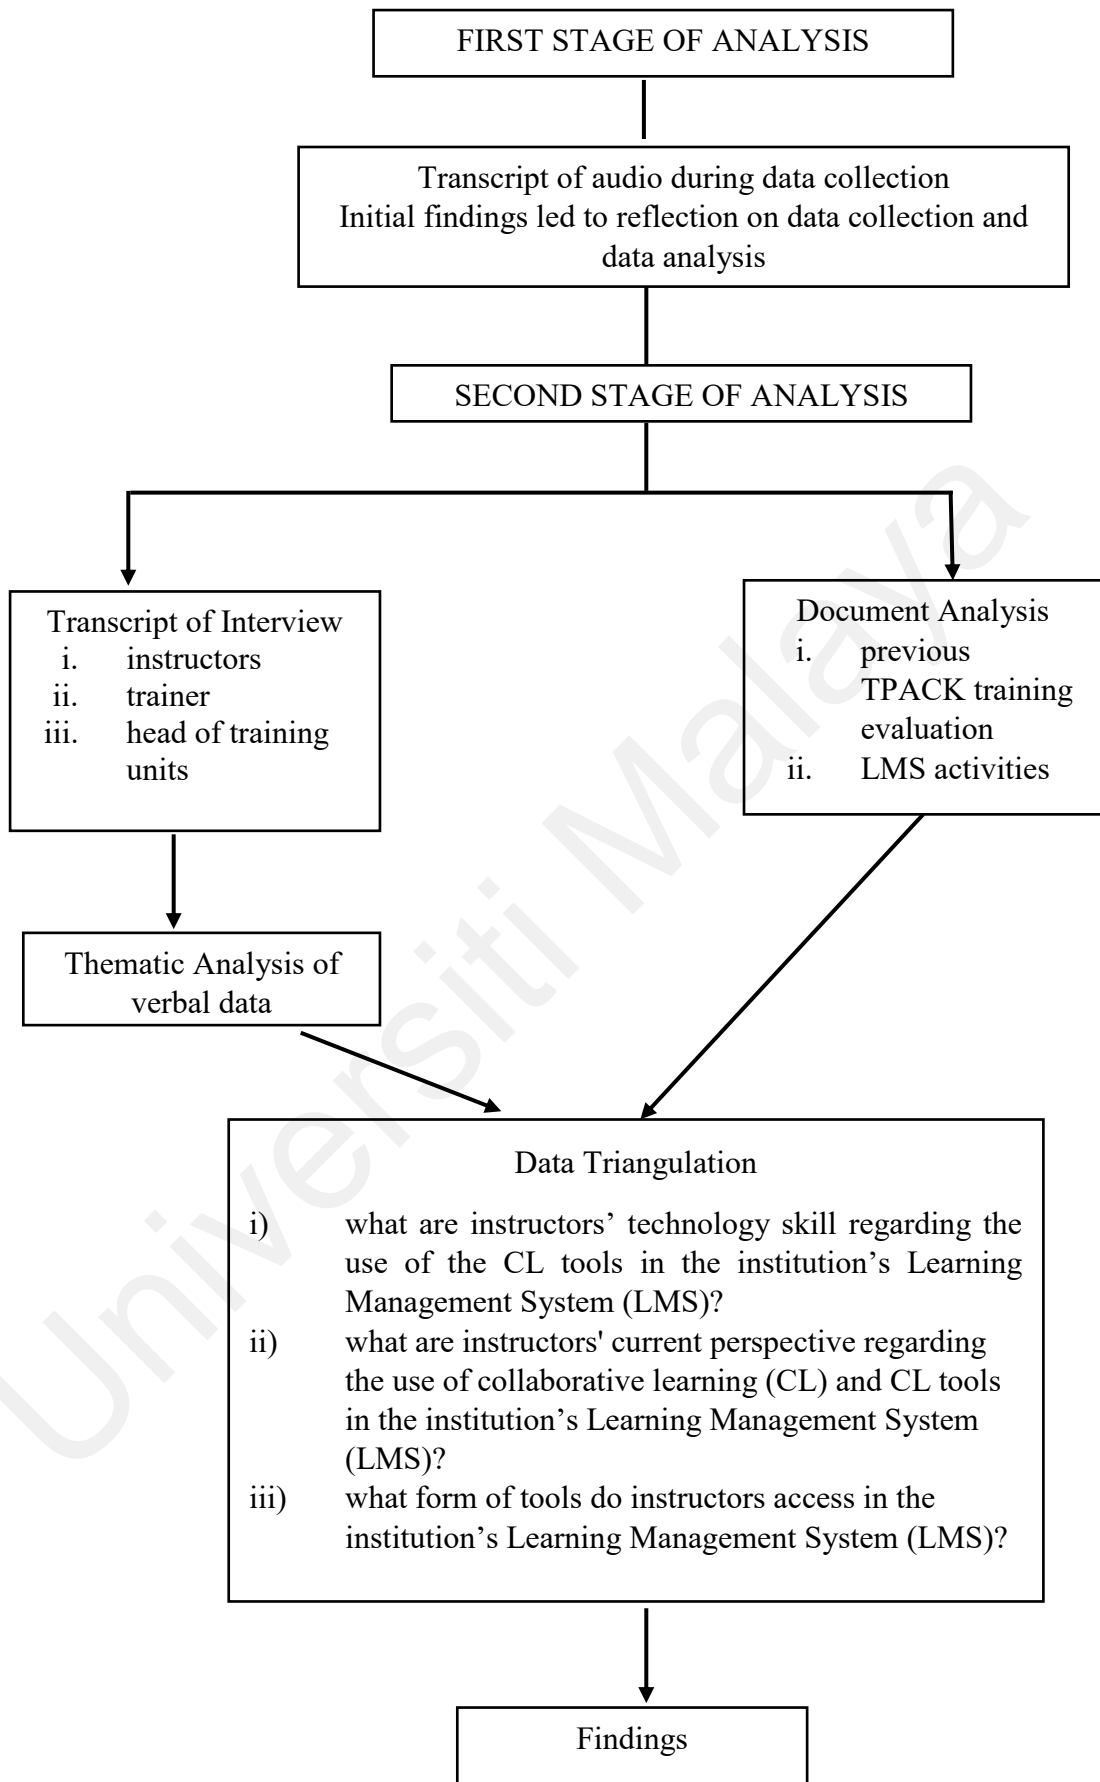 FIRST STAGE OF ANALYSIS
Transcript of audio during data collection
Initial findings led to reflection on data collection and
data analysis
SECOND STAGE OF ANALYSIS
Transcript of Interview
i. instructors
ii. trainer
iii. head of training
units
Document Analysis
i. previous
TPACK training
evaluation
ii. LMS activities
Thematic Analysis of
verbal data
Data Triangulation
i) what are instructors’ technology skill regarding the
use of the CL tools in the institution’s Learning
Management System (LMS)?
ii) what are instructors' current perspective regarding
the use of collaborative learning (CL) and CL tools
in the institution’s Learning Management System
(LMS)?
iii) what form of tools do instructors access in the
institution’s Learning Management System (LMS)?
Findings
Universiti Malaya